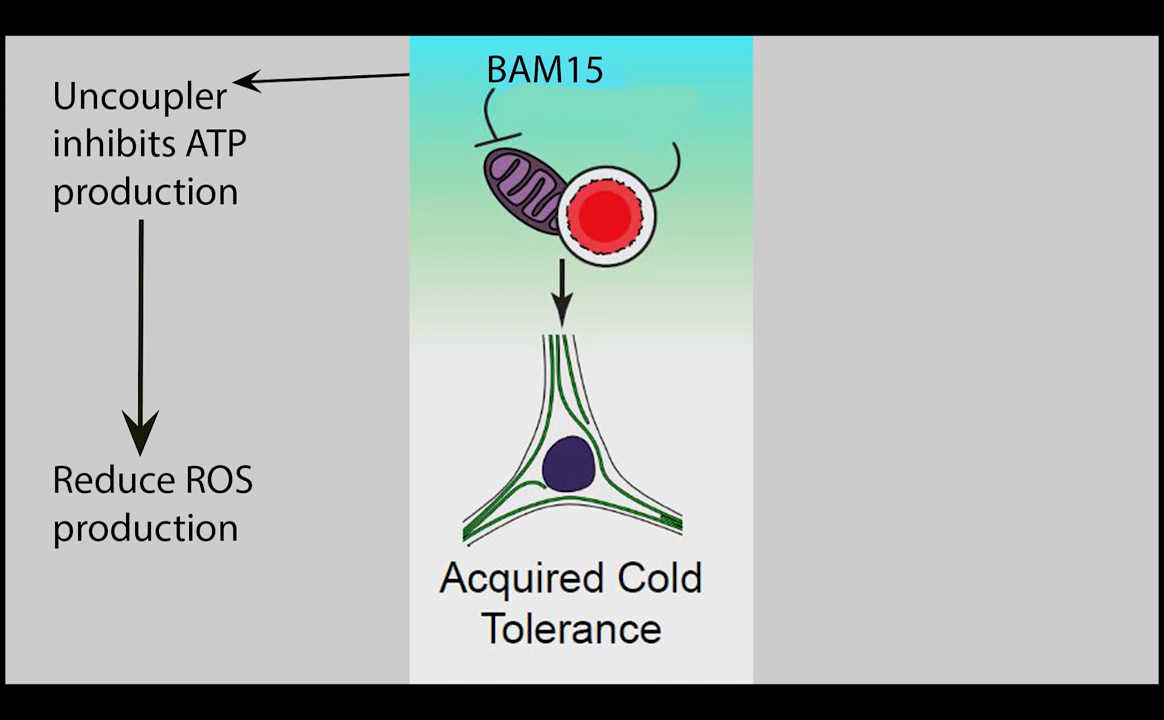 BAM15
Uncoupler
inhibits ATP
production
Reduce ROS
production
Acquired Cold
Tolerance